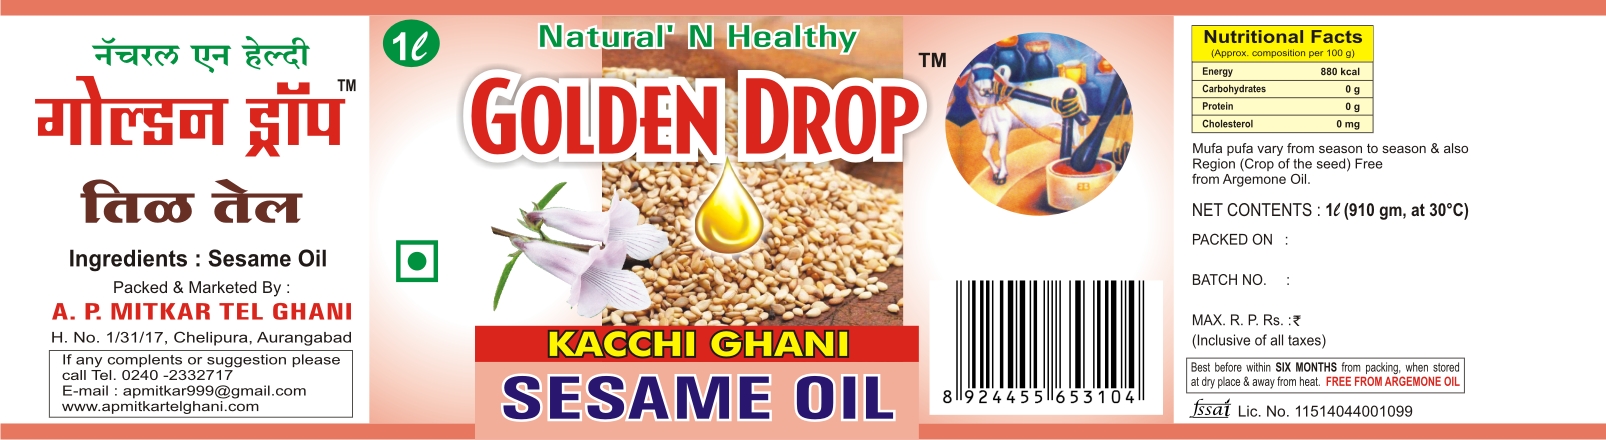 नॅचरल एन हेल्दी
गोल्डन ड्रॉप TM
तिळ तेल
Ingredients : Sesame Oil
Packed & Marketed By :
A. P. MITKAR TEL GHANI
H. No. 1/31/17, Chelipura, Aurangabad
If any complents or suggestion please
call Tel. 0240 -2332717
E-mail : apmitkar999@gmail.com
www.apmitkartelghani.com
1ℓ
Natural' N Healthy
GOLDEN DROP TM
KACCHI GHANI
SESAME OIL
8 924455 653104
Nutritional Facts
(Approx. composition per 100 g)
Energy 880 kcal
Carbohydrates 0 g
Protein 0 g
Cholesterol 0 mg
Mufa pufa vary from season to season & also
Region (Crop of the seed) Free
from Argemone Oil.
NET CONTENTS : 1ℓ (910 gm, at 30°C)
PACKED ON :
BATCH NO. :
MAX. R. P. Rs. :₹
(Inclusive of all taxes)
Best before within SIX MONTHS from packing, when stored
at dry place & away from heat. FREE FROM ARGEMONE OIL
fssai Lic. No. 11514044001099